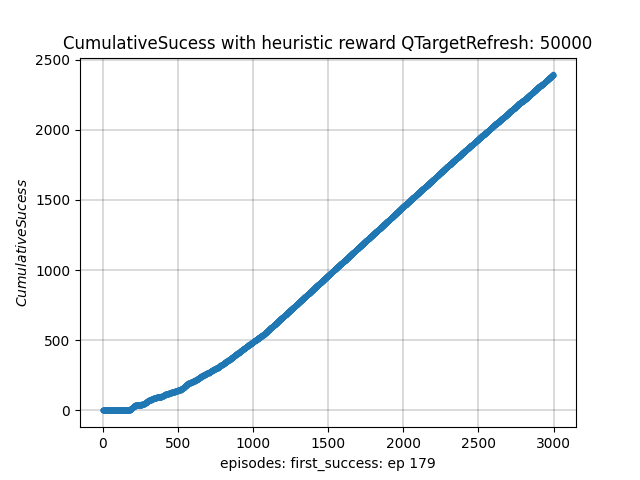 CumulativeSucess with heuristic reward QTargetRefresh: 50000
2500
2000
1500
1000
500
0
CumulativeSucess
0 500 1000 1500 2000 2500 3000
episodes: first_success: ep 179